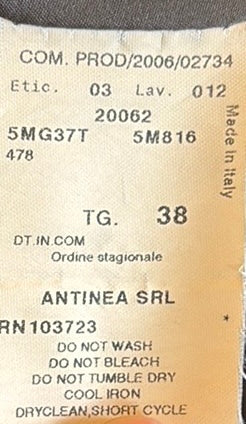 COM. PROD/2006/02734
Etic. 03 Lav. 012
20062
5MG37T 5M816
478
Made in Italy
TG. 38
DT.IN.COM
Ordine stagionale
ANTINEA SRL
RN103723 *
DO NOT WASH
DO NOT BLEACH
DO NOT TUMBLE DRY
COOL IRON
DRYCLEAN,SHORT CYCLE